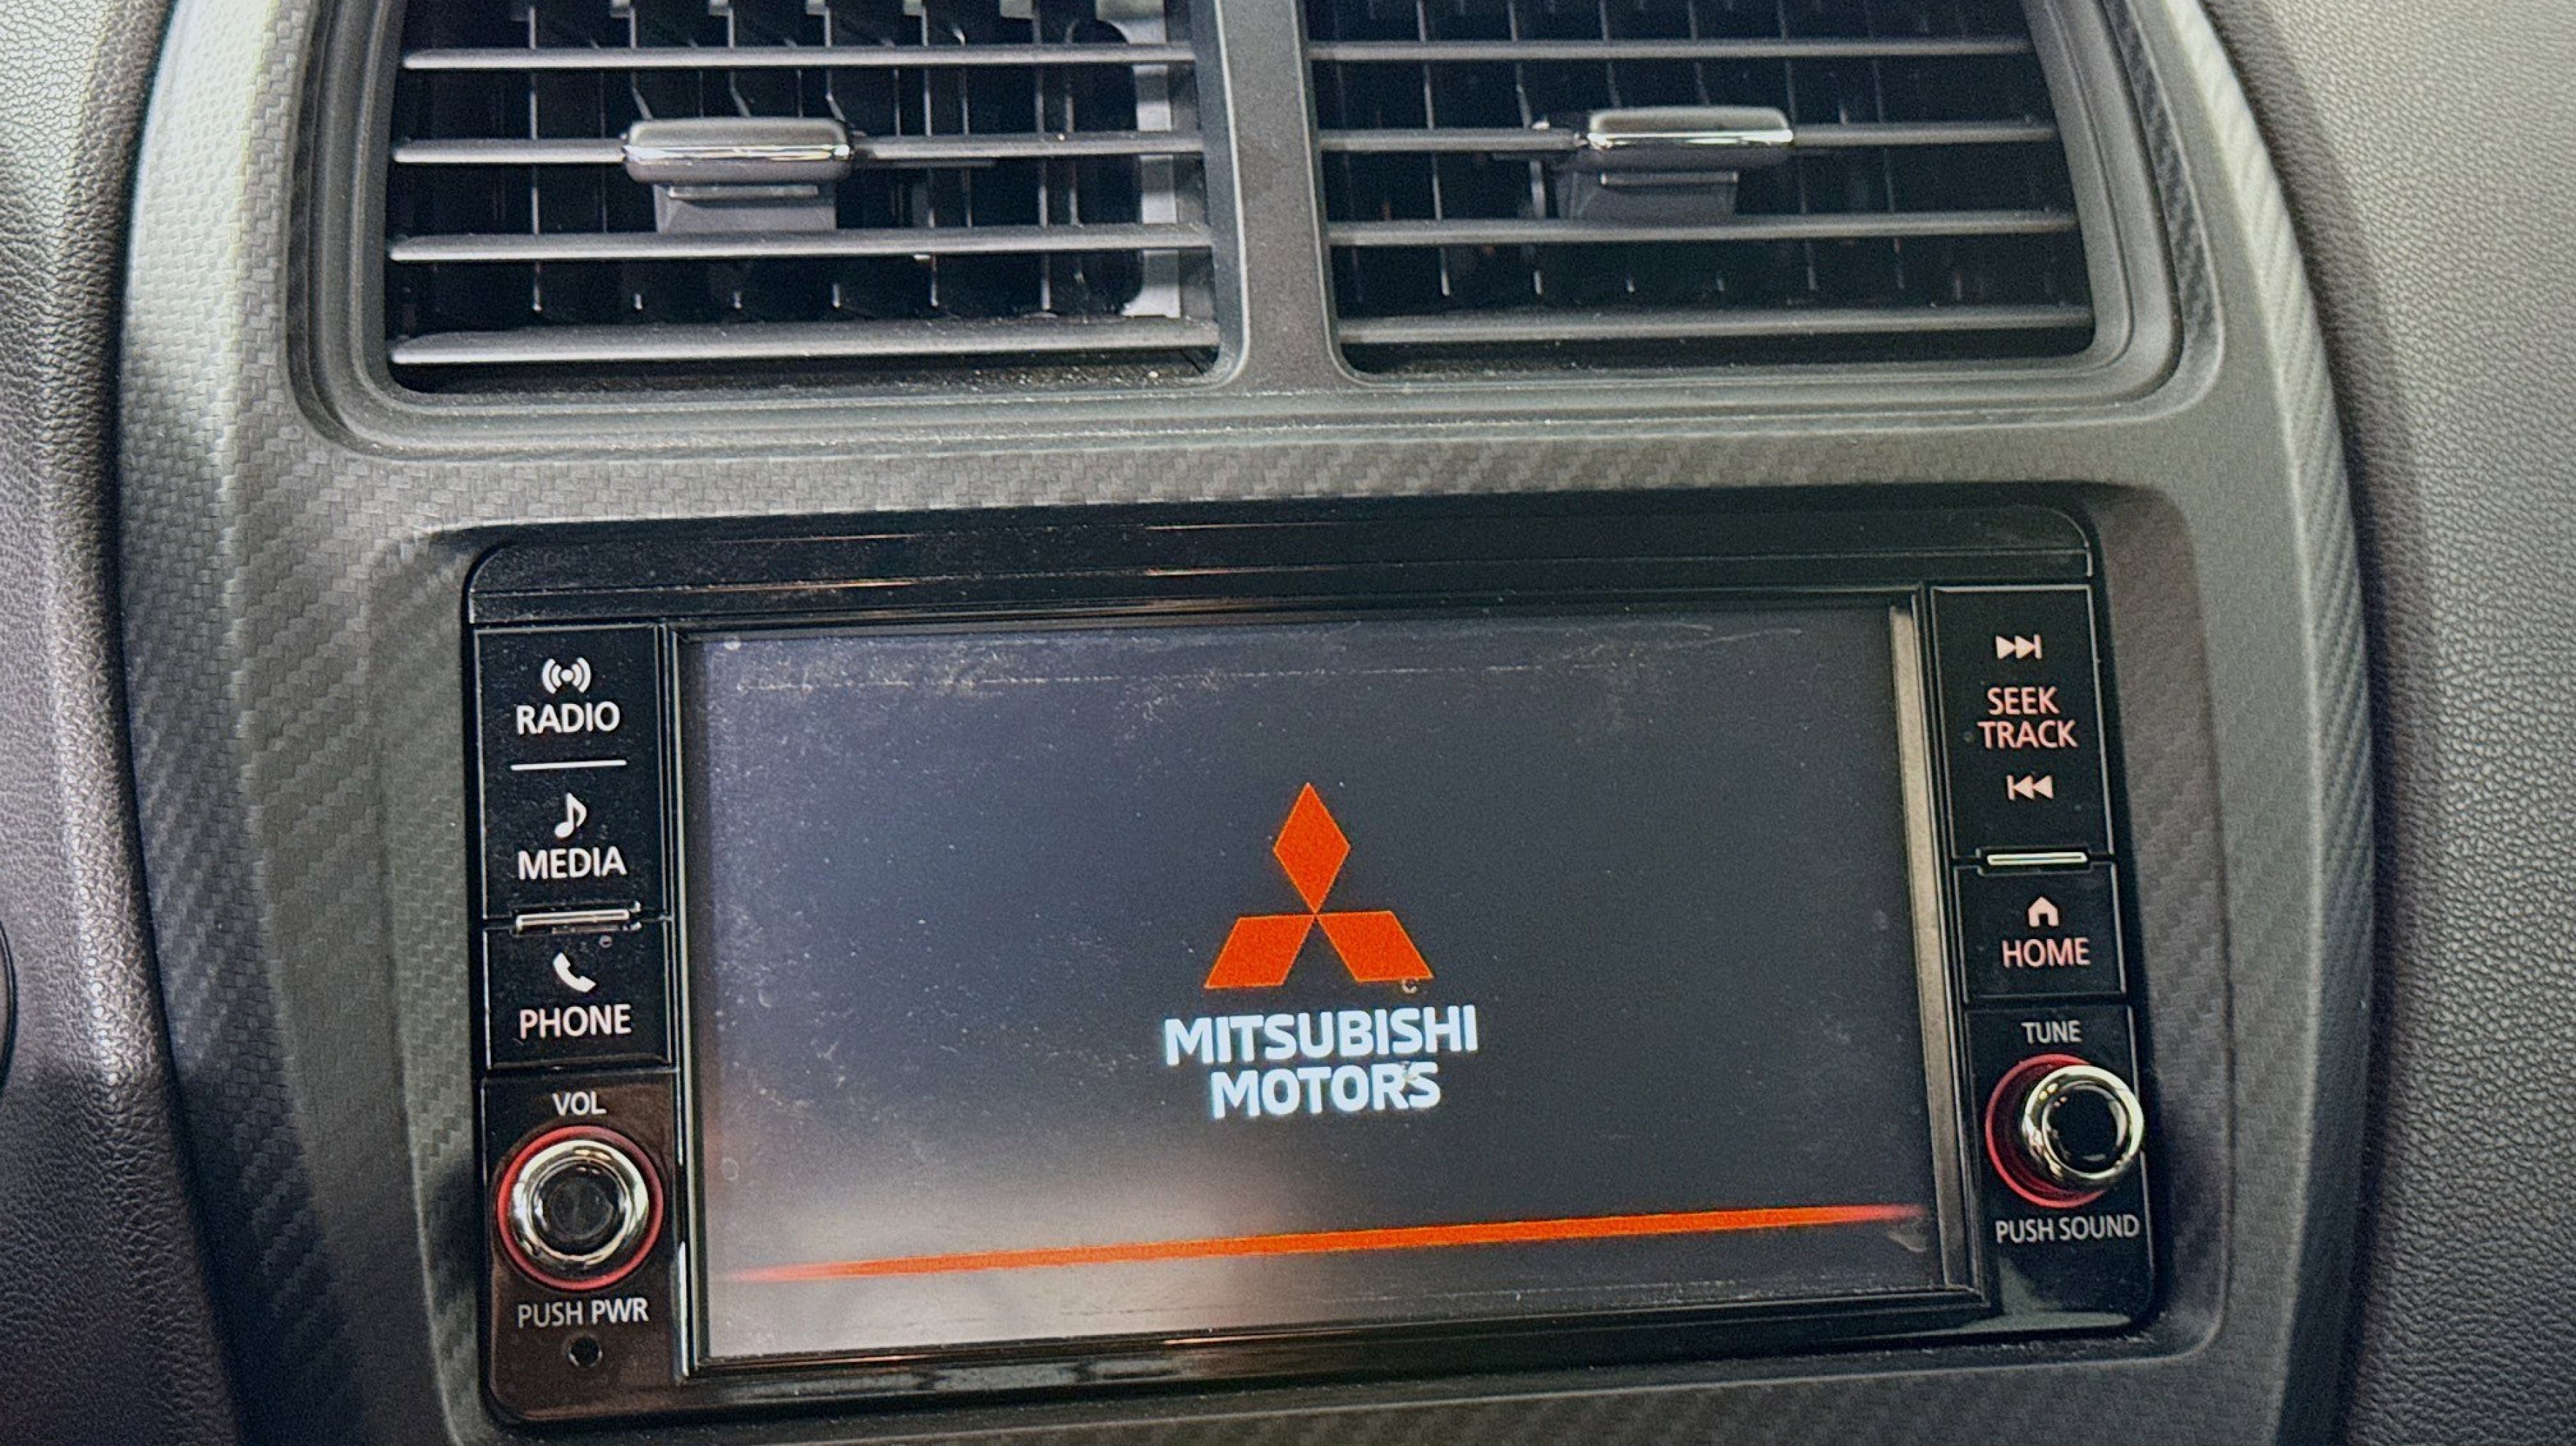 RADIO
MEDIA
PHONE
VOL
PUSH PWR
MITSUBISHI
MOTORS
SEEK
TRACK
HOME
TUNE
PUSH SOUND